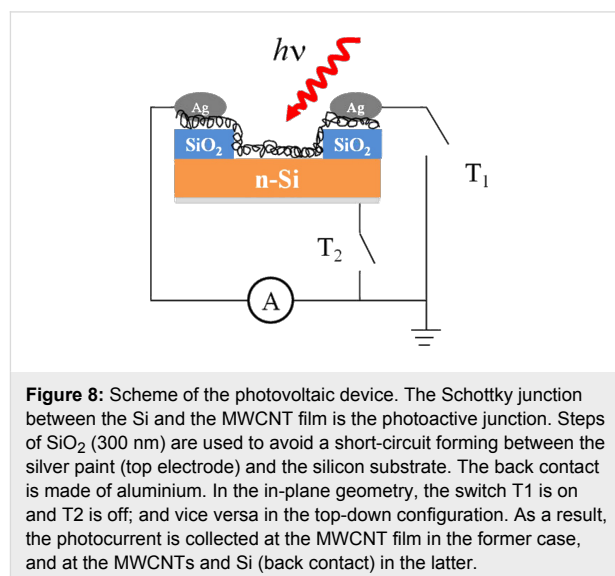 hν
Ag
Ag
SiO₂
SiO₂
n-Si
T₁
T₂
A
Figure 8: Scheme of the photovoltaic device. The Schottky junction
between the Si and the MWCNT film is the photoactive junction. Steps
of SiO₂ (300 nm) are used to avoid a short-circuit forming between the
silver paint (top electrode) and the silicon substrate. The back contact
is made of aluminium. In the in-plane geometry, the switch T1 is on
and T2 is off; and vice versa in the top-down configuration. As a result,
the photocurrent is collected at the MWCNT film in the former case,
and at the MWCNTs and Si (back contact) in the latter.